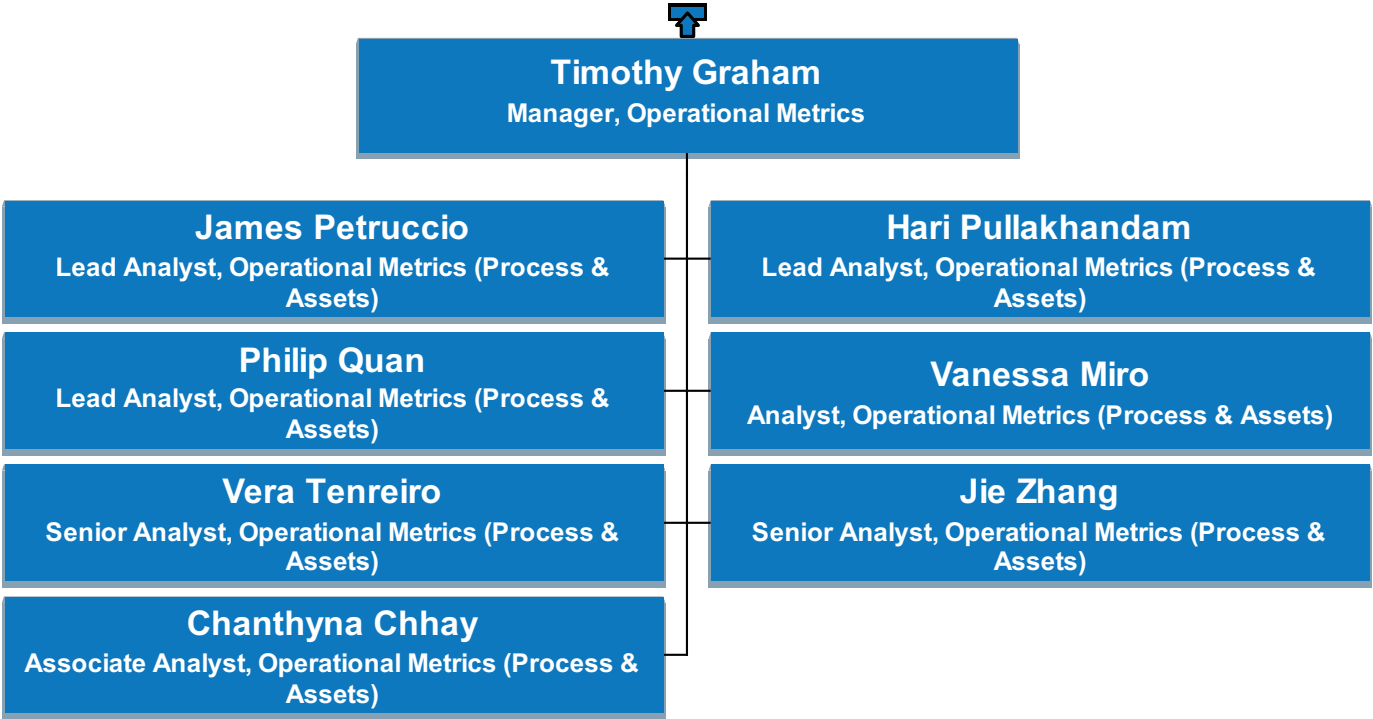 Timothy Graham
Manager, Operational Metrics
James Petruccio
Lead Analyst, Operational Metrics (Process &
Assets)
Hari Pullakhandam
Lead Analyst, Operational Metrics (Process &
Assets)
Philip Quan
Lead Analyst, Operational Metrics (Process &
Assets)
Vanessa Miro
Analyst, Operational Metrics (Process & Assets)
Vera Tenreiro
Senior Analyst, Operational Metrics (Process &
Assets)
Jie Zhang
Senior Analyst, Operational Metrics (Process &
Assets)
Chanthyna Chhay
Associate Analyst, Operational Metrics (Process &
Assets)